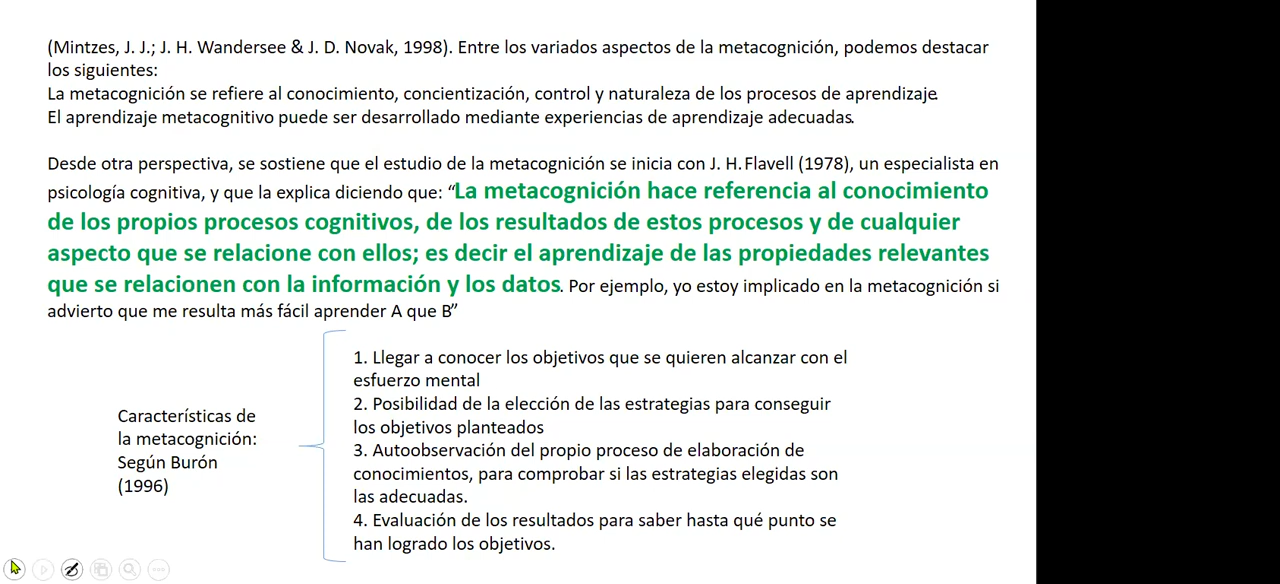 (Mintzes, J. J.; J. H. Wandersee & J. D. Novak, 1998). Entre los variados aspectos de la metacognición, podemos destacar
los siguientes:
La metacognición se refiere al conocimiento, concientización, control y naturaleza de los procesos de aprendizaje.
El aprendizaje metacognitivo puede ser desarrollado mediante experiencias de aprendizaje adecuadas.
Desde otra perspectiva, se sostiene que el estudio de la metacognición se inicia con J. H. Flavell (1978), un especialista en
psicología cognitiva, y que la explica diciendo que: “La metacognición hace referencia al conocimiento
de los propios procesos cognitivos, de los resultados de estos procesos y de cualquier
aspecto que se relacione con ellos; es decir el aprendizaje de las propiedades relevantes
que se relacionen con la información y los datos. Por ejemplo, yo estoy implicado en la metacognición si
advierto que me resulta más fácil aprender A que B”
Características de
la metacognición:
Según Burón
(1996)
1. Llegar a conocer los objetivos que se quieren alcanzar con el
esfuerzo mental
2. Posibilidad de la elección de las estrategias para conseguir
los objetivos planteados
3. Autoobservación del propio proceso de elaboración de
conocimientos, para comprobar si las estrategias elegidas son
las adecuadas.
4. Evaluación de los resultados para saber hasta qué punto se
han logrado los objetivos.